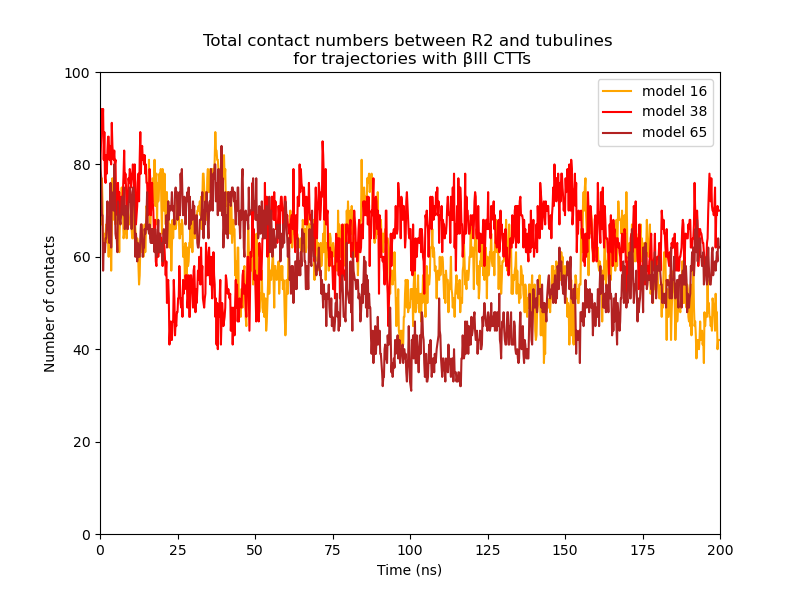 Total contact numbers between R2 and tubulines
for trajectories with βIII CTTs
100
80
60
40
20
0
Number of contacts
model 16
model 38
model 65
0 25 50 75 100 125 150 175 200
Time (ns)